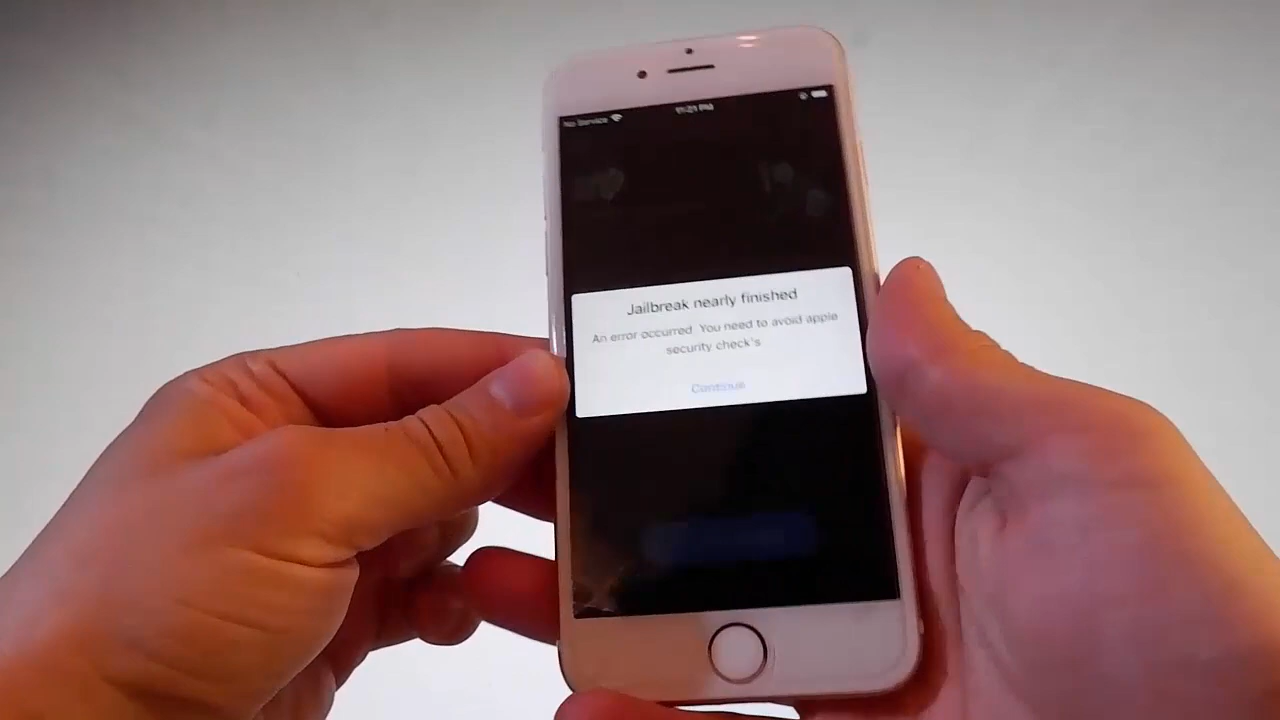 No Service 11:21 PM
Jailbreak nearly finished
An error occurred. You need to avoid apple
security check's
Continue